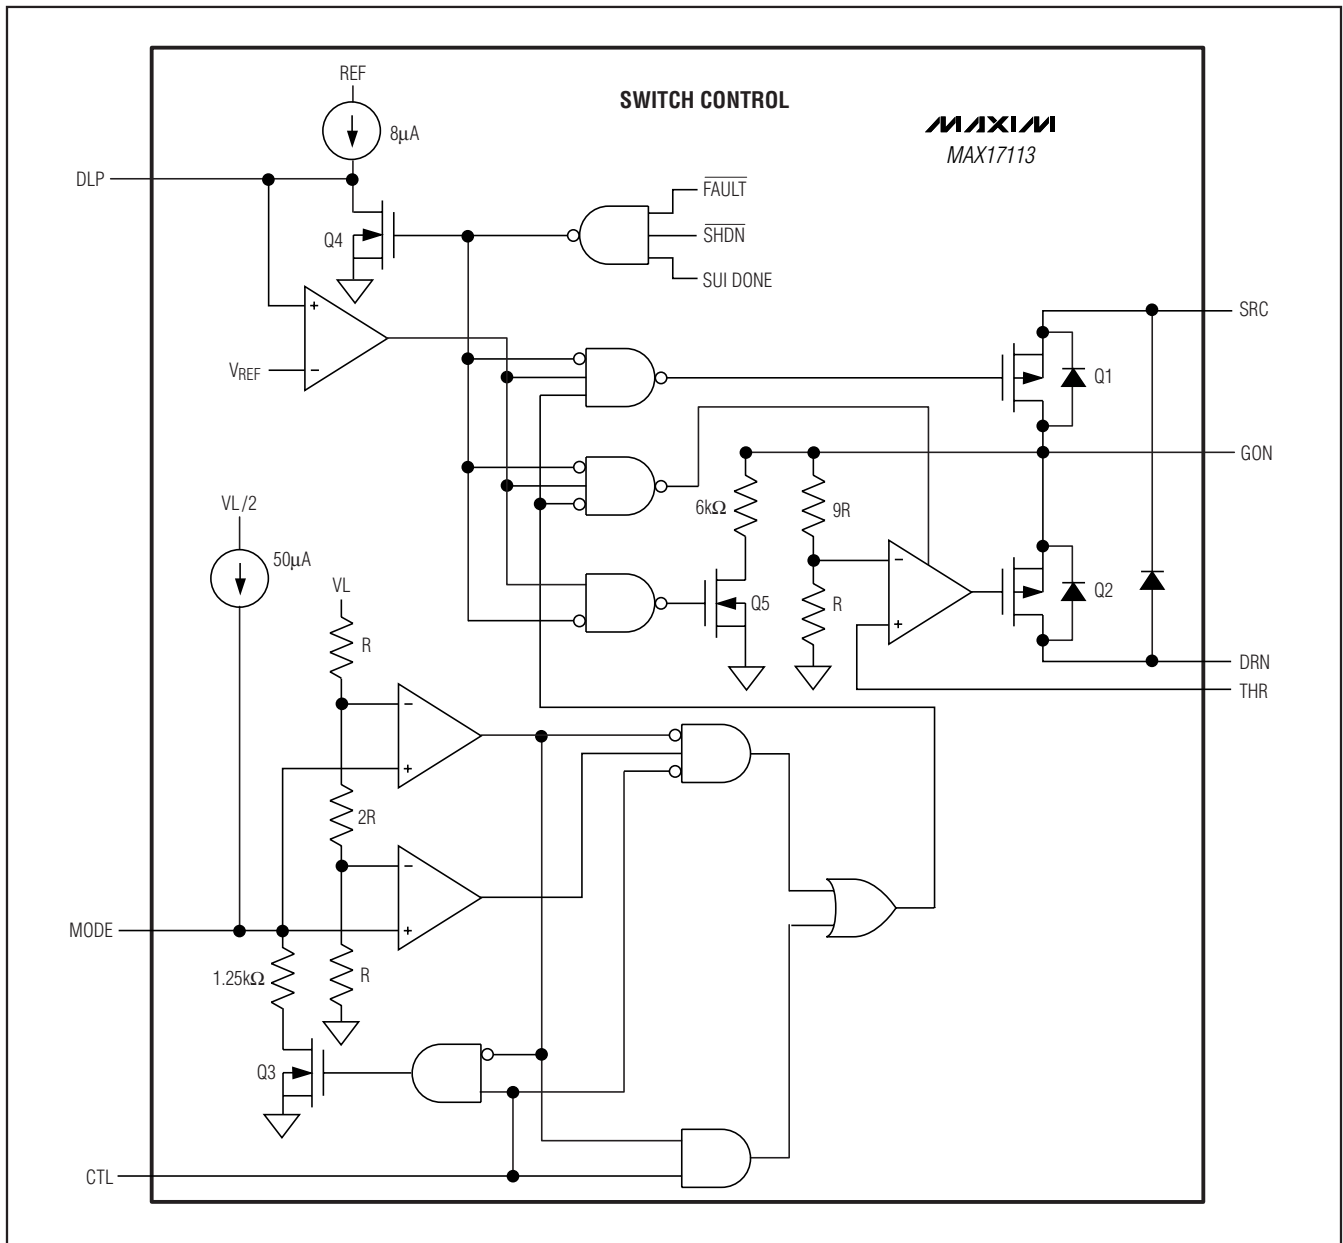 SWITCH CONTROL
MAXIM
MAX17113
REF
8µA
DLP
Q4
FAULT
SHDN
SUI DONE
+
VREF
−
SRC
Q1
GON
6kΩ
9R
VL/2
50µA
VL
−
Q5
R
Q2
+
R
DRN
THR
−
+
2R
−
MODE
+
1.25kΩ
R
Q3
CTL